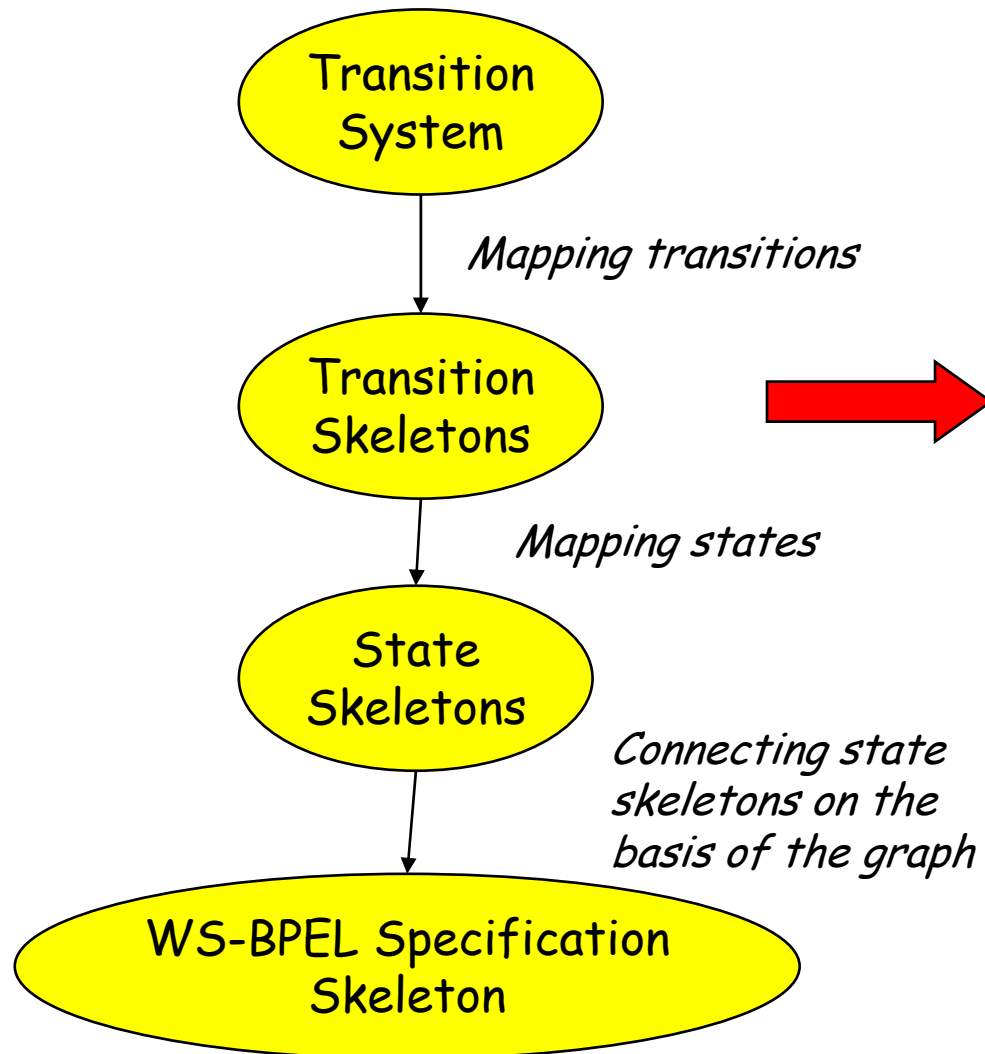 Transition
System
Mapping transitions
Transition
Skeletons
Mapping states
State
Skeletons
Connecting state
skeletons on the
basis of the graph
WS-BPEL Specification
Skeleton